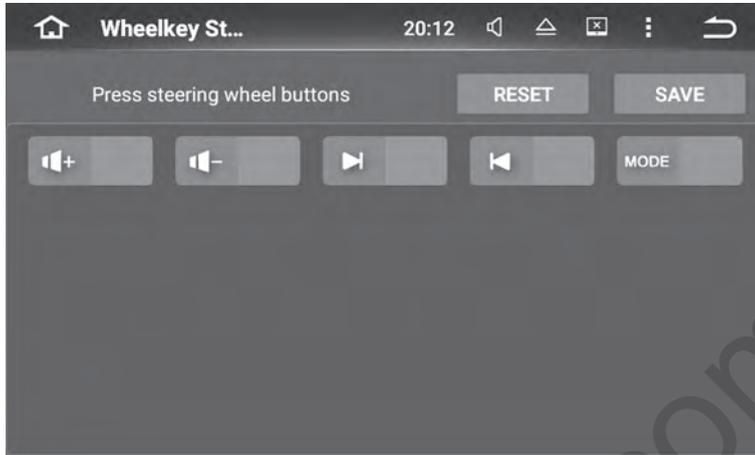 Wheelkey St... 20:12
Press steering wheel buttons RESET SAVE
+ - MODE